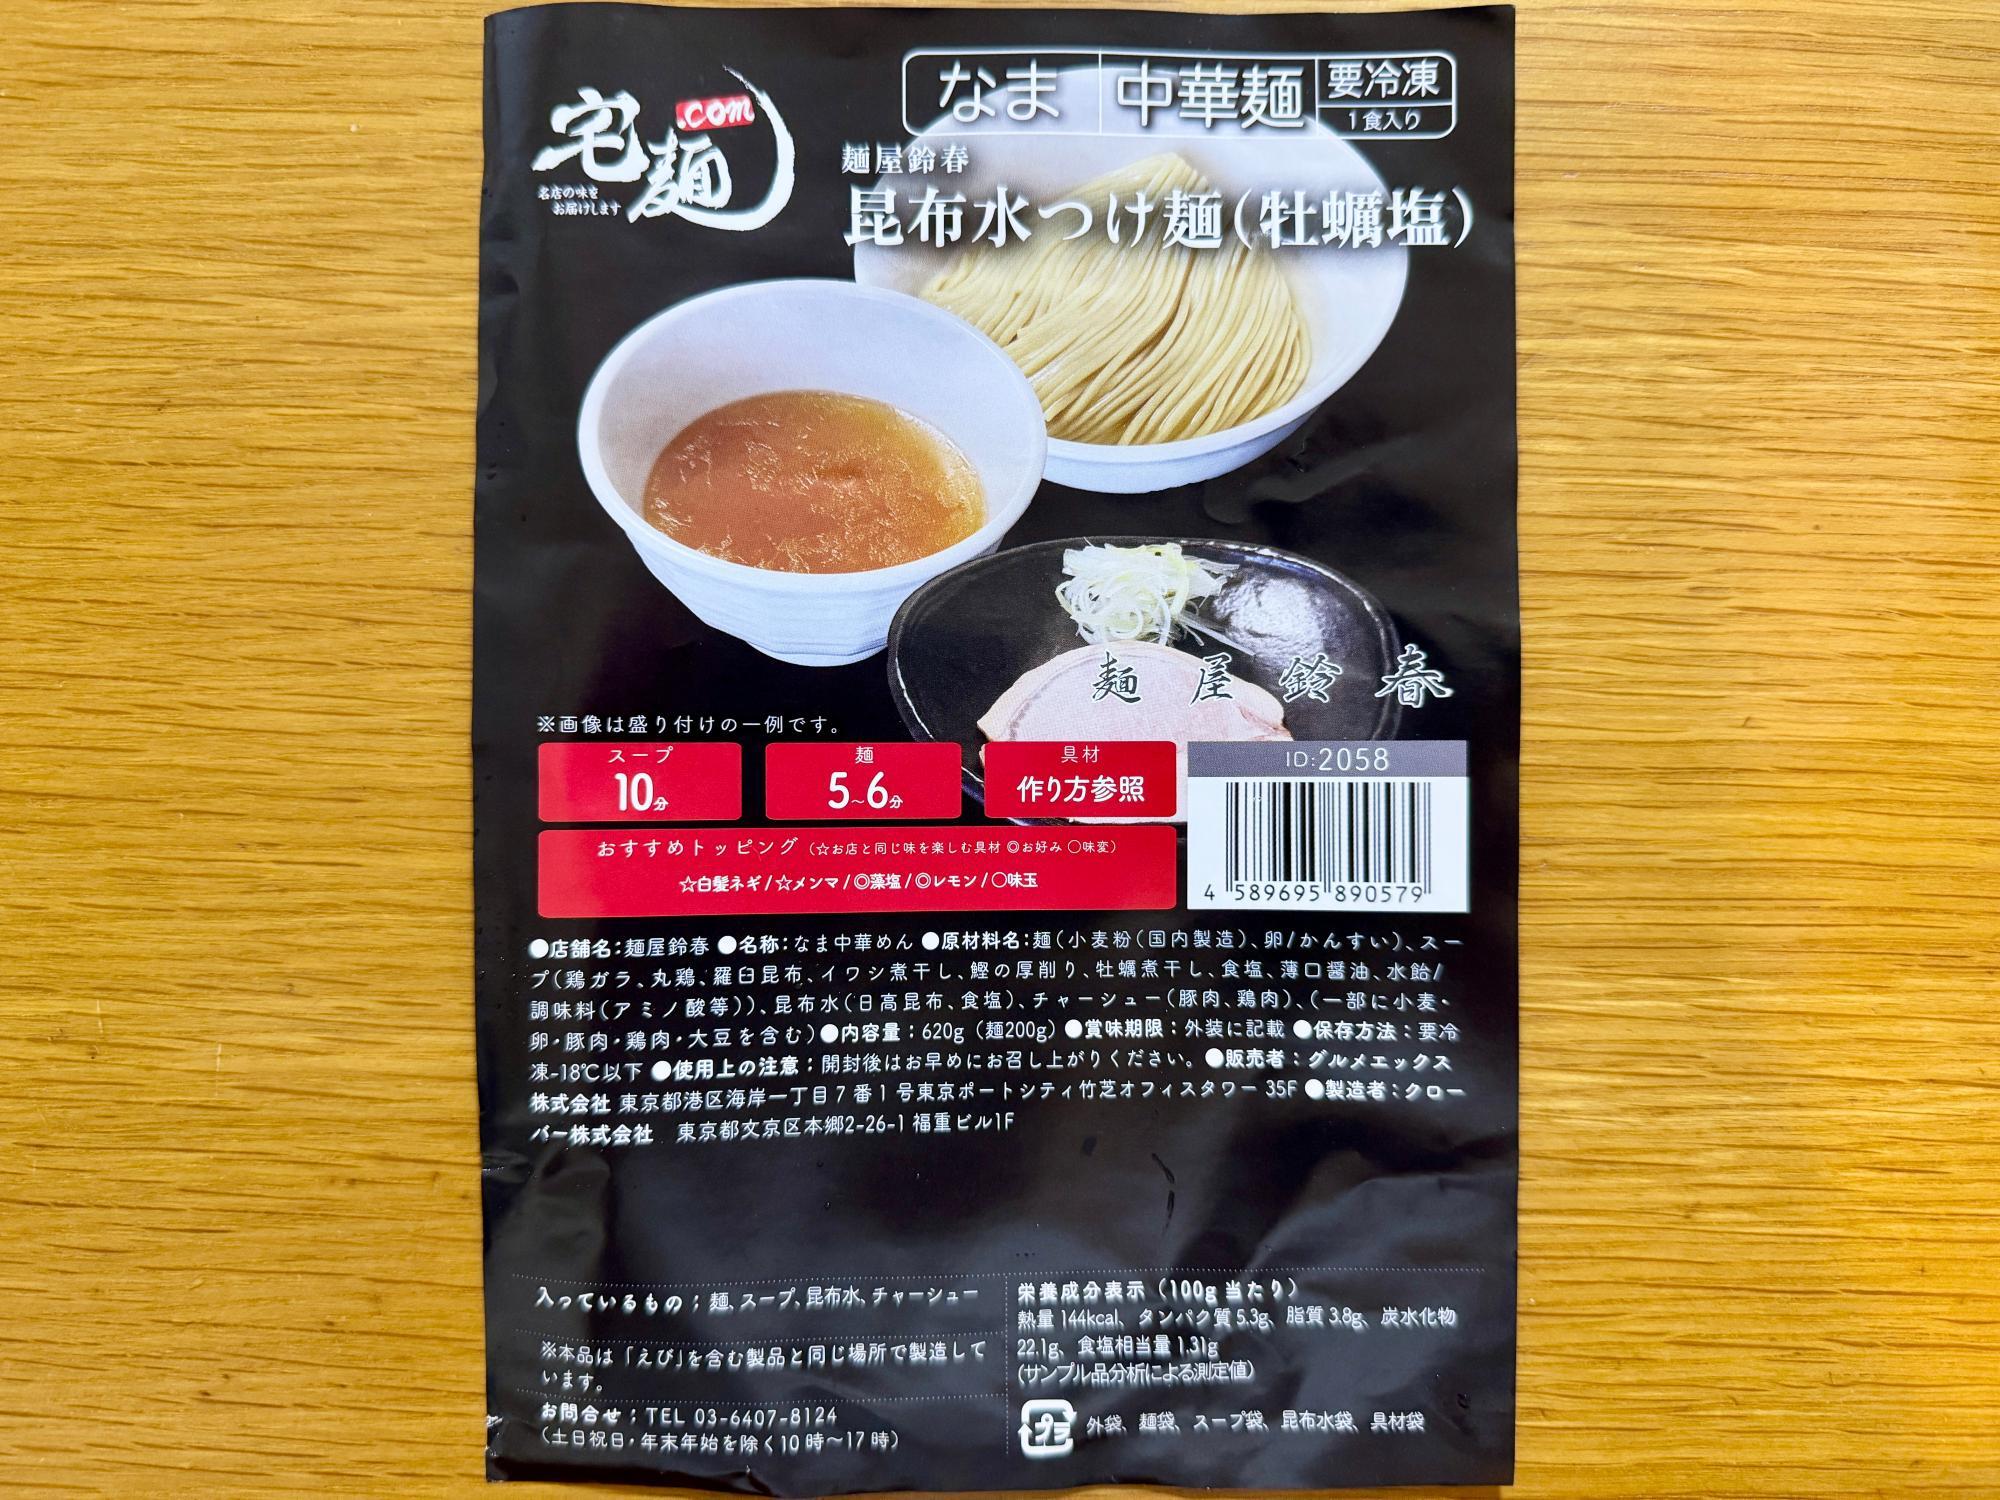 宅麺.com
名店の味を
お届けします
なま 中華麺 要冷凍
1食入り
麺屋鈴春
昆布水つけ麺(牡蠣塩)
麺屋鈴春
※画像は盛り付けの一例です。
スープ
10分
麺
5~6分
具材
作り方参照
ID:2058
おすすめトッピング (☆お店と同じ味を楽しむ具材 ◎お好み ○味変)
☆白髪ネギ/☆メンマ/◎藻塩/◎レモン/○味玉
4 589695 890579
●店舗名:麺屋鈴春 ●名称:なま中華めん ●原材料名:麺(小麦粉(国内製造)、卵/かんすい)、スー
プ(鶏ガラ、丸鶏、羅臼昆布、イワシ煮干し、鰹の厚削り、牡蠣煮干し、食塩、薄口醤油、水飴/
調味料(アミノ酸等))、昆布水(日高昆布、食塩)、チャーシュー(豚肉、鶏肉)、(一部に小麦・
卵・豚肉・鶏肉・大豆を含む)●内容量:620g(麺200g)●賞味期限:外装に記載 ●保存方法:要冷
凍-18℃以下 ●使用上の注意:開封後はお早めにお召し上がりください。●販売者:グルメエックス
株式会社 東京都港区海岸一丁目7番1号東京ポートシティ竹芝オフィスタワー 35F ●製造者:クロー
バー株式会社 東京都文京区本郷2-26-1 福重ビル1F
入っているもの;麺、スープ、昆布水、チャーシュー
※本品は「えび」を含む製品と同じ場所で製造して
います。
お問合せ;TEL 03-6407-8124
(土日祝日・年末年始を除く10時~17時)
栄養成分表示(100g当たり)
熱量 144kcal、タンパク質 5.3g、脂質 3.8g、炭水化物
22.1g、食塩相当量 1.31g
(サンプル品分析による測定値)
プラ 外袋、麺袋、スープ袋、昆布水袋、具材袋